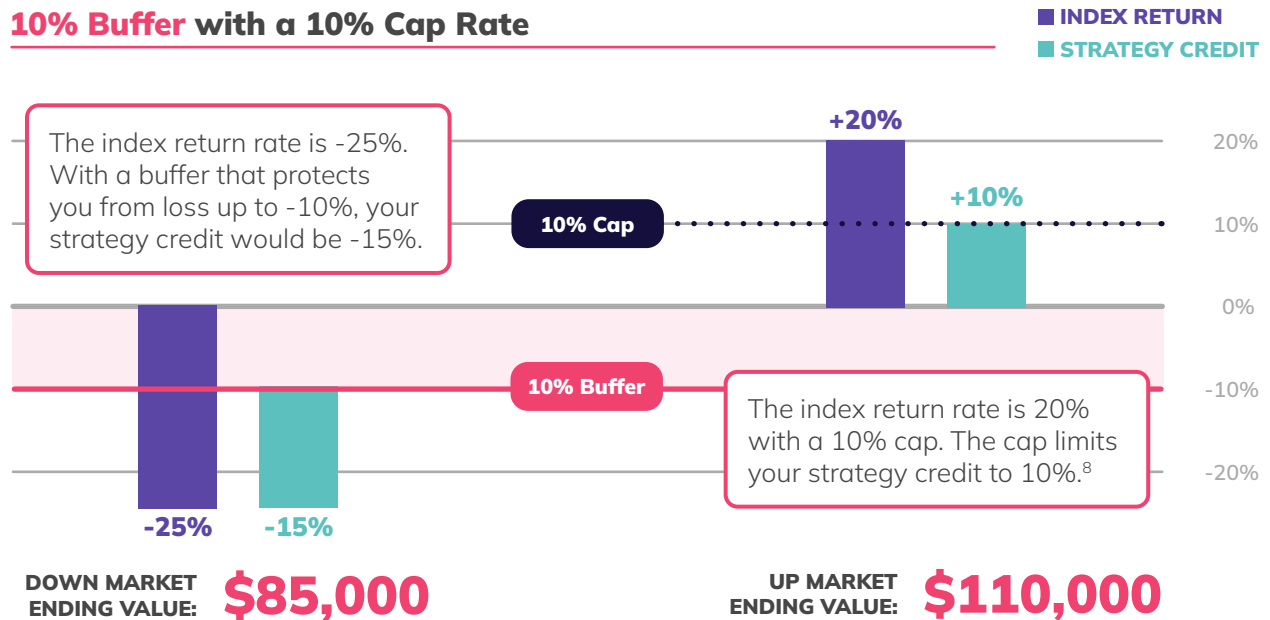 10% Buffer with a 10% Cap Rate
INDEX RETURN
STRATEGY CREDIT
The index return rate is -25%.
With a buffer that protects
you from loss up to -10%, your
strategy credit would be -15%.
+20%
20%
+10%
10% Cap
10%
0%
10% Buffer
-10%
The index return rate is 20%
with a 10% cap. The cap limits
your strategy credit to 10%.⁸
-20%
-25%
-15%
DOWN MARKET
ENDING VALUE:
$85,000
UP MARKET
ENDING VALUE:
$110,000